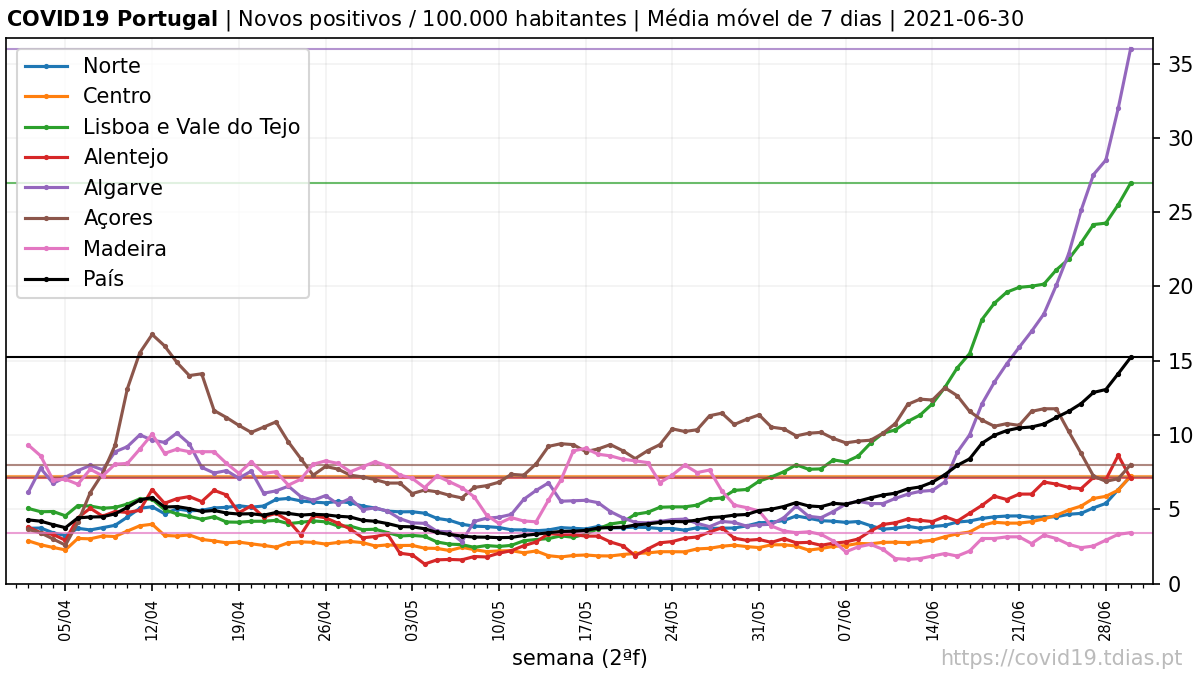 COVID19 Portugal | Novos positivos / 100.000 habitantes | Média móvel de 7 dias | 2021-06-30
Norte
Centro
Lisboa e Vale do Tejo
Alentejo
Algarve
Açores
Madeira
País
35
30
25
20
15
10
5
0
05/04
12/04
19/04
26/04
03/05
10/05
17/05
24/05
31/05
07/06
14/06
21/06
28/06
semana (2ªf)
https://covid19.tdias.pt